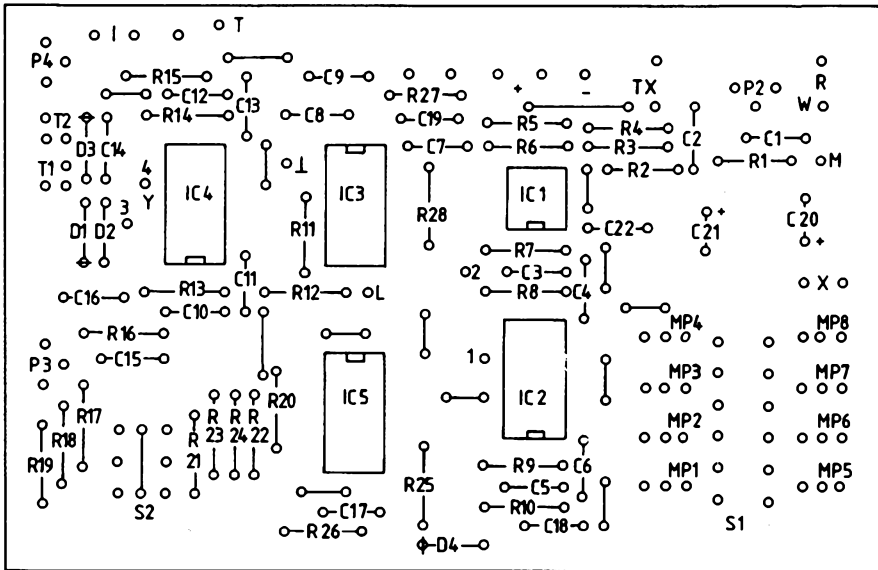 I T
P4 R15 C9 TX P2 R
C12 C13 R27 + - W
T2 R14 C8 C19 R5 R4 C2 C1
D3 C14 C7 R6 R3 R1 M
T1 4 IC4 ⊥ IC3 IC1 R2
Y R11 R28
3 C22 C21 + C20
D1 D2 R7 +
C11 2 C3
C16 R13 R12 L R8 C4 X
C10
R16 MP4 MP8
P3 C15 1
IC5 IC2 MP3 MP7
R17 R20
R18 R 23 R 24 R 22 MP2 MP6
R19 R 21 R9 C6 MP1 MP5
R25 C5
S2 C17 R10 S1
R26 C18
D4